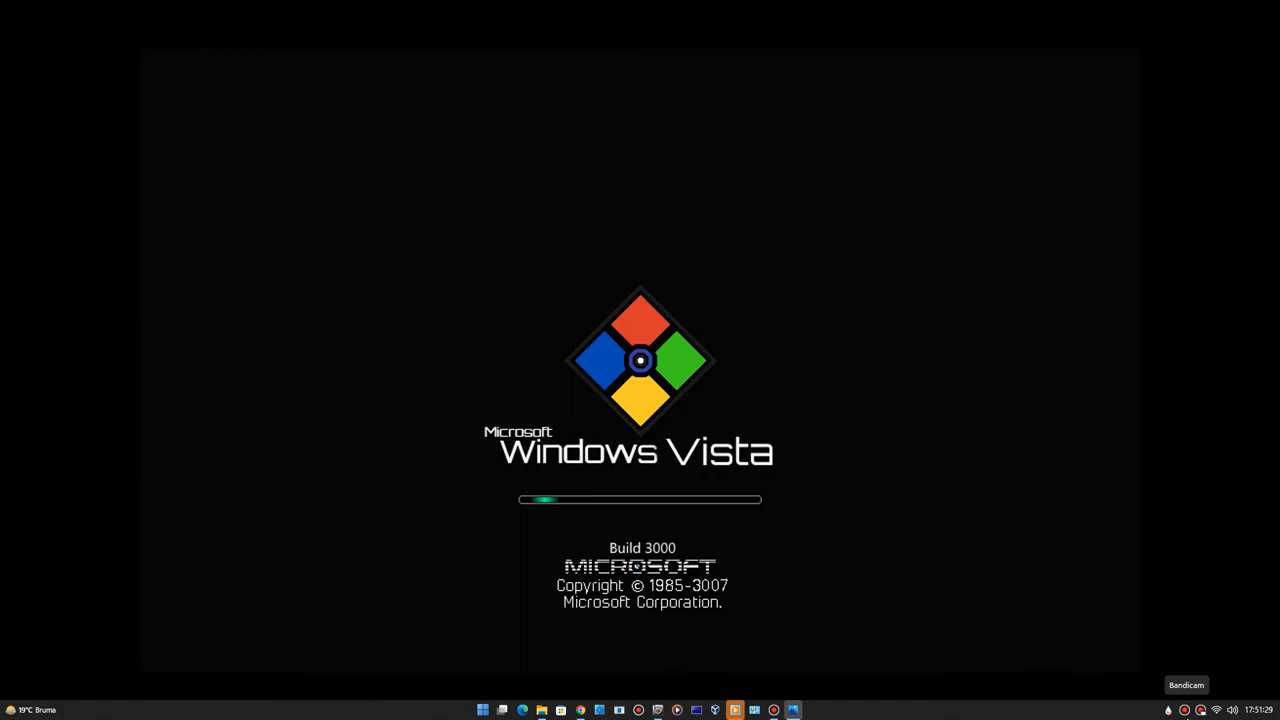 Microsoft
Windows Vista
Build 3000
MICROSOFT
Copyright © 1985-3007
Microsoft Corporation.
Bandicam
19°C Bruma
17:51:29